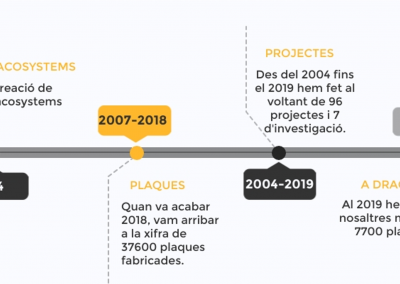 ACOSYSTEMS
reació de
acosystems
2007-2018
PLAQUES
Quan va acabar
2018, vam arribar
a la xifra de
37600 plaques
fabricades.
PROJECTES
Des del 2004 fins
el 2019 hem fet al
voltant de 96
projectes i 7
d'investigació.
2004-2019
A DRAC
Al 2019 he
nosaltres m
7700 pla
4